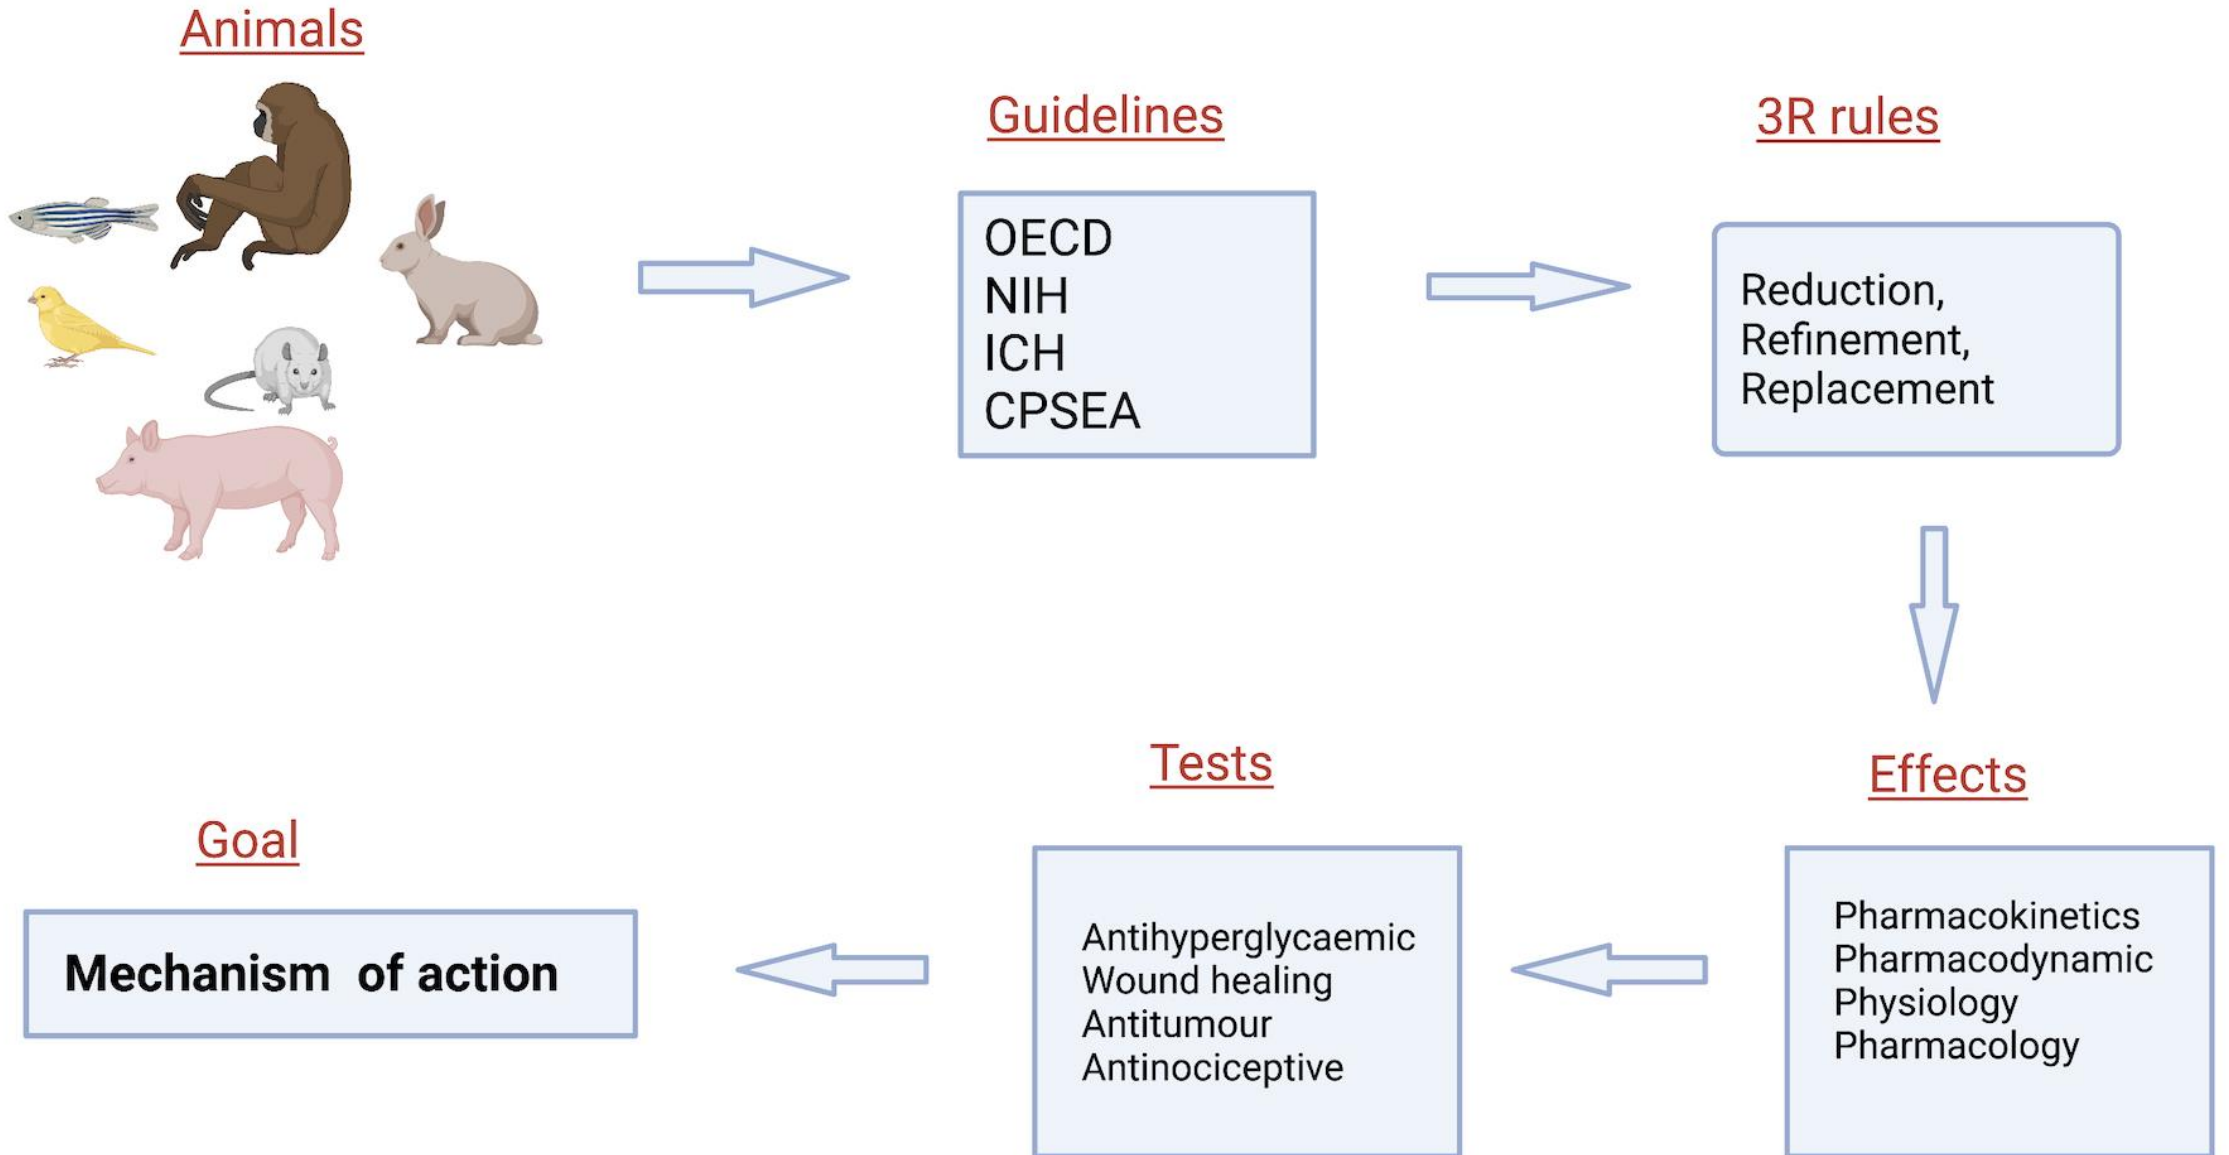 Animals
Guidelines
OECD
NIH
ICH
CPSEA
3R rules
Reduction,
Refinement,
Replacement
Effects
Pharmacokinetics
Pharmacodynamic
Physiology
Pharmacology
Tests
Antihyperglycaemic
Wound healing
Antitumour
Antinociceptive
Goal
Mechanism of action